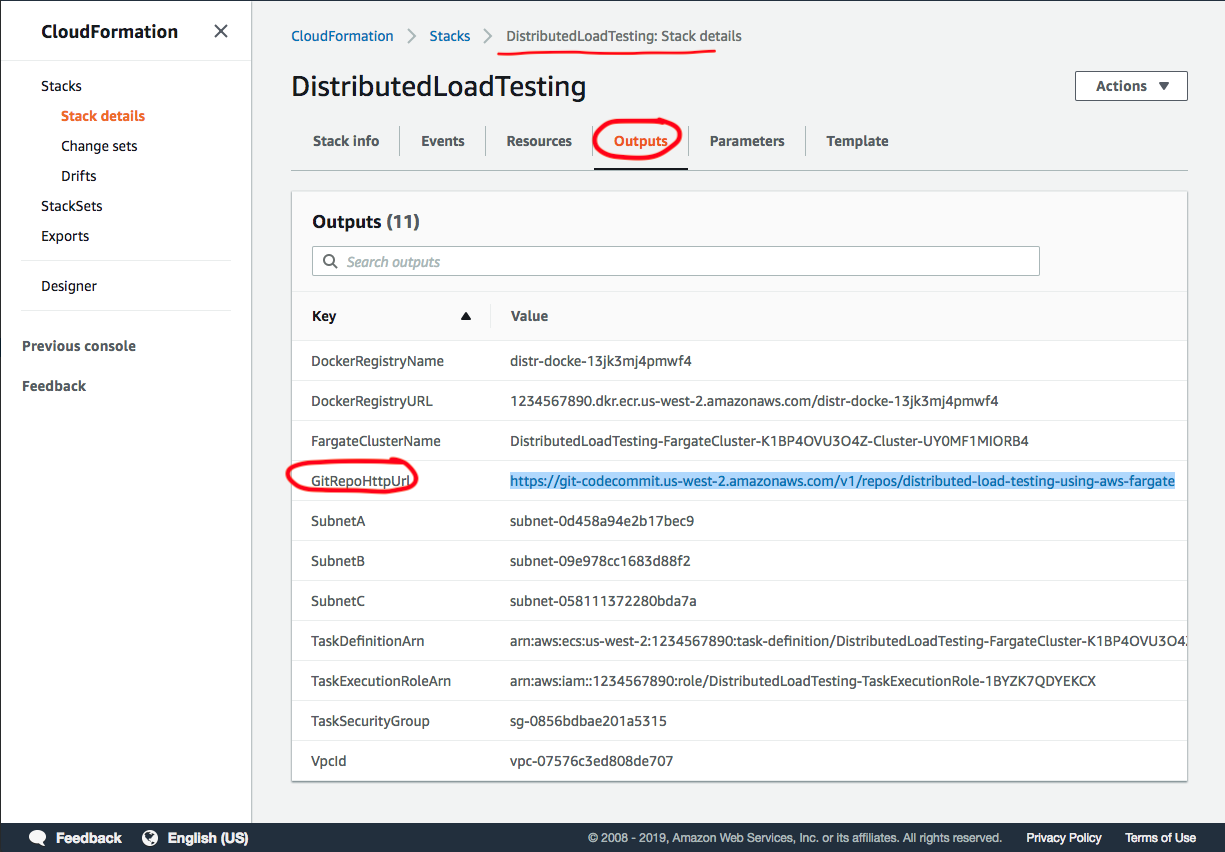 CloudFormation
Stacks
Stack details
Change sets
Drifts
StackSets
Exports
Designer
Previous console
Feedback
CloudFormation > Stacks > DistributedLoadTesting: Stack details
DistributedLoadTesting
Actions
Stack info Events Resources Outputs Parameters Template
Outputs (11)
Search outputs
Key Value
DockerRegistryName distr-docke-13jk3mj4pmwf4
DockerRegistryURL 1234567890.dkr.ecr.us-west-2.amazonaws.com/distr-docke-13jk3mj4pmwf4
FargateClusterName DistributedLoadTesting-FargateCluster-K1BP4OVU3O4Z-Cluster-UY0MF1MIORB4
GitRepoHttpUrl https://git-codecommit.us-west-2.amazonaws.com/v1/repos/distributed-load-testing-using-aws-fargate
SubnetA subnet-0d458a94e2b17bec9
SubnetB subnet-09e978cc1683d88f2
SubnetC subnet-058111372280bda7a
TaskDefinitionArn arn:aws:ecs:us-west-2:1234567890:task-definition/DistributedLoadTesting-FargateCluster-K1BP4OVU3O4Z
TaskExecutionRoleArn arn:aws:iam::1234567890:role/DistributedLoadTesting-TaskExecutionRole-1BYZK7QDYEKCX
TaskSecurityGroup sg-0856bdbae201a5315
VpcId vpc-07576c3ed808de707
Feedback English (US) © 2008 - 2019, Amazon Web Services, Inc. or its affiliates. All rights reserved. Privacy Policy Terms of Use